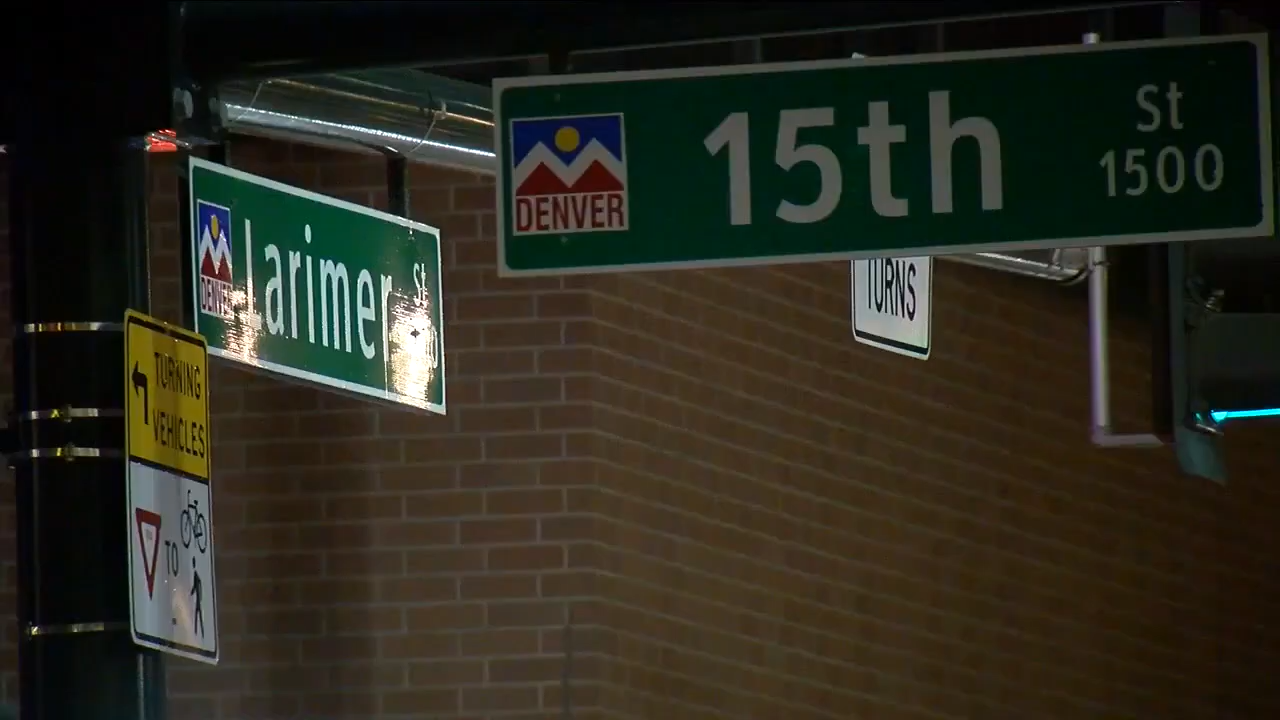 DENVER
15th
St
1500
DENVER
Larimer
St
TURNS
TURNING
VEHICLES
TO